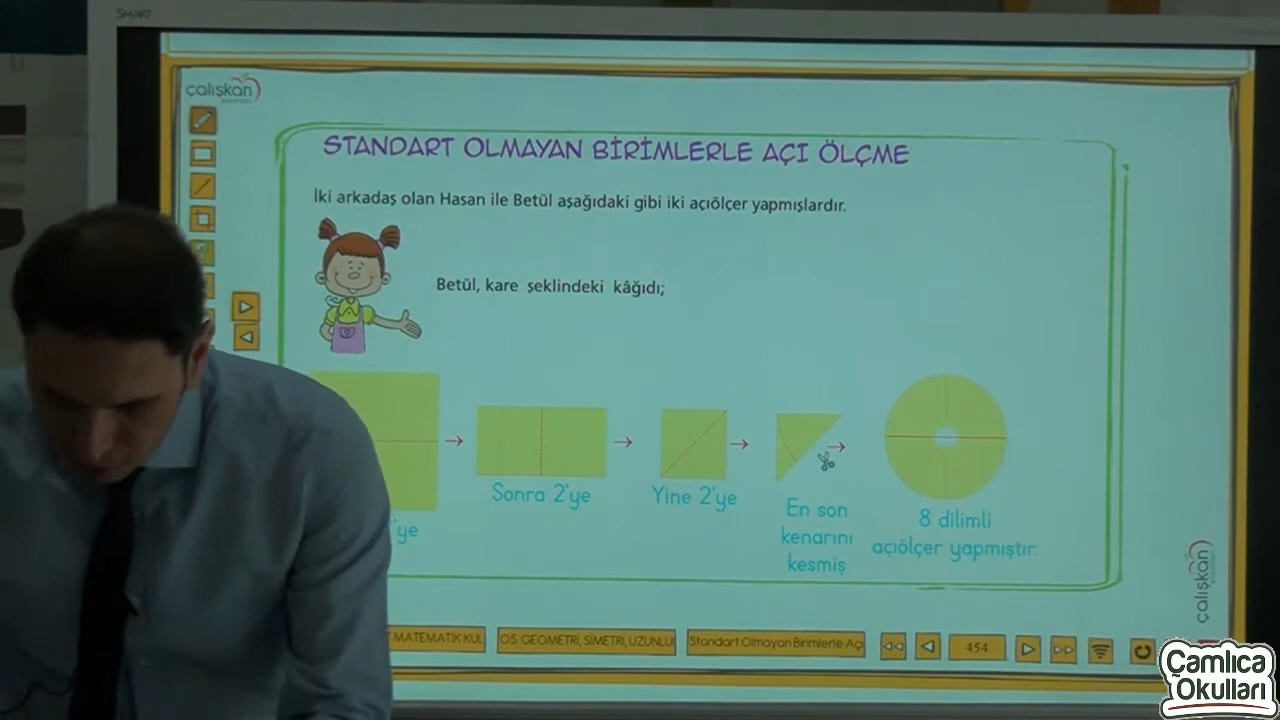 SMART
çalışkan
STANDART OLMAYAN BİRİMLERLE AÇI ÖLÇME
İki arkadaş olan Hasan ile Betül aşağıdaki gibi iki açıölçer yapmışlardır.
Betül, kare şeklindeki kâğıdı;
'ye
Sonra 2'ye
Yine 2'ye
En son
kenarını
kesmiş
8 dilimli
açıölçer yapmıştır.
çalışkan
MATEMATİK KUL
05. GEOMETRİ, SİMETRİ, UZUNLU
Standart Olmayan Birimlerle Açı
454
Çamlıca
Okulları